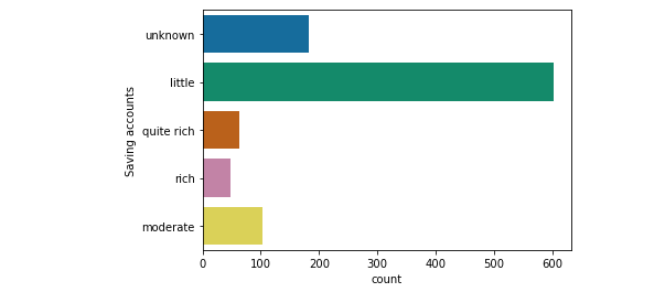 unknown
little
quite rich
rich
moderate
Saving accounts
0 100 200 300 400 500 600
count